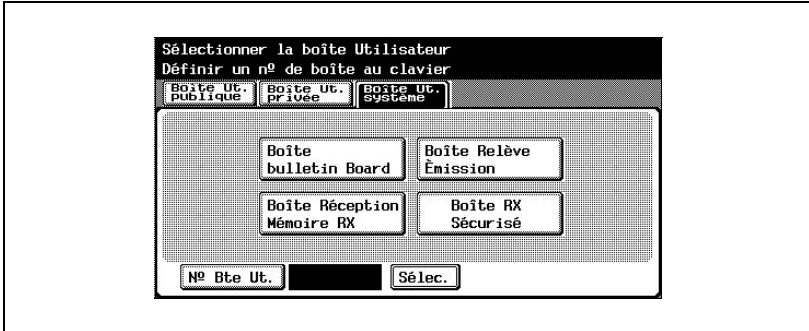 Sélectionner la boîte Utilisateur
Définir un nº de boîte au clavier
Boîte Ut. publique
Boîte Ut. privée
Boîte Ut. système
Boîte bulletin Board
Boîte Relève Èmission
Boîte Réception Mémoire RX
Boîte RX Sécurisé
Nº Bte Ut.
Sélec.